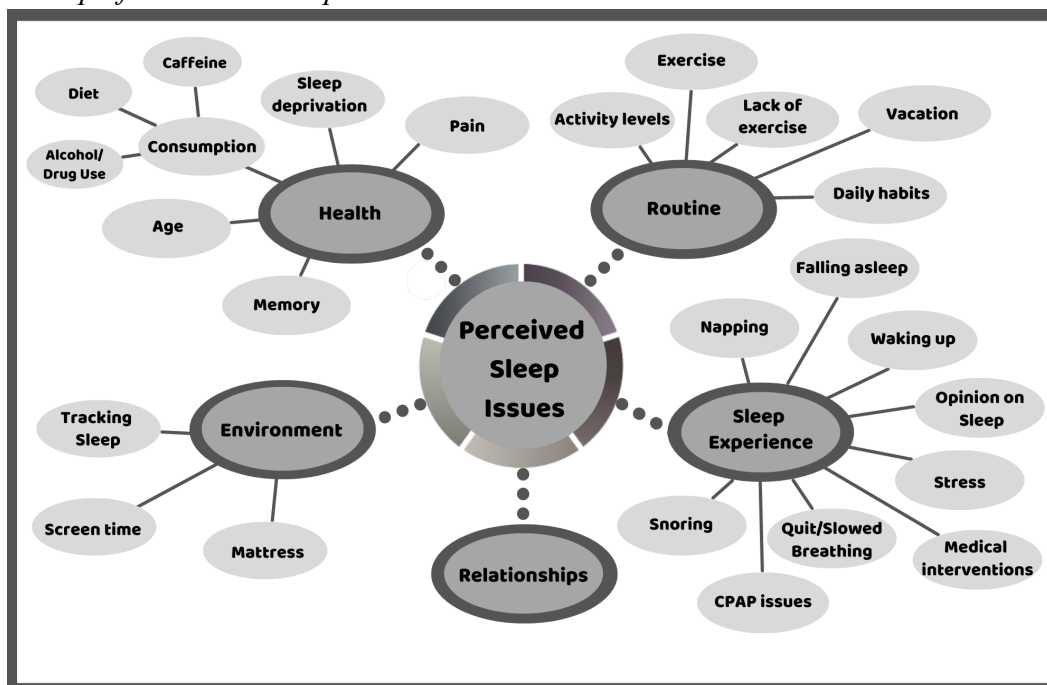 Caffeine
Diet
Alcohol/
Drug Use
Consumption
Sleep
deprivation
Pain
Health
Age
Memory
Exercise
Activity levels
Lack of
exercise
Vacation
Routine
Daily habits
Perceived
Sleep
Issues
Falling asleep
Napping
Waking up
Opinion on
Sleep
Sleep
Experience
Stress
Snoring
Quit/Slowed
Breathing
Medical
interventions
CPAP issues
Tracking
Sleep
Environment
Screen time
Mattress
Relationships